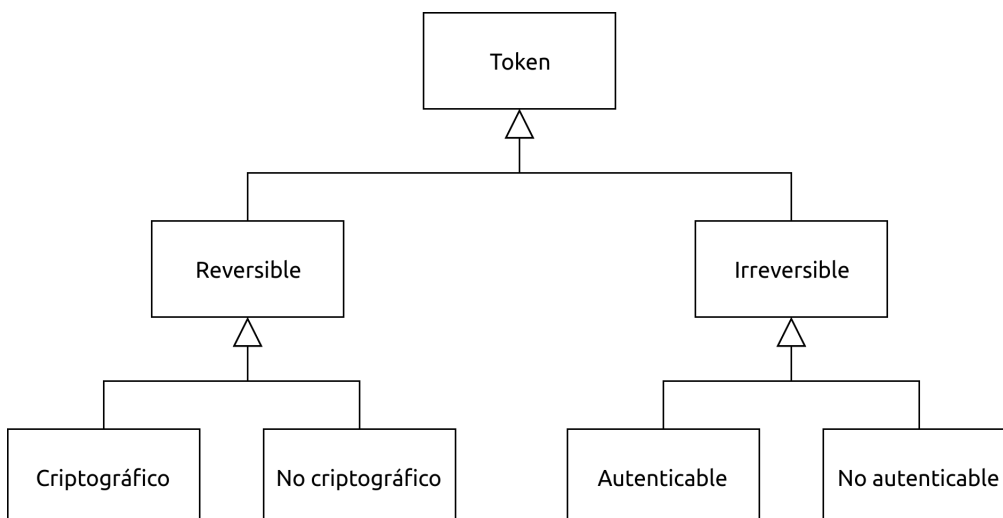 Token
Reversible
Irreversible
Criptográfico
No criptográfico
Autenticable
No autenticable